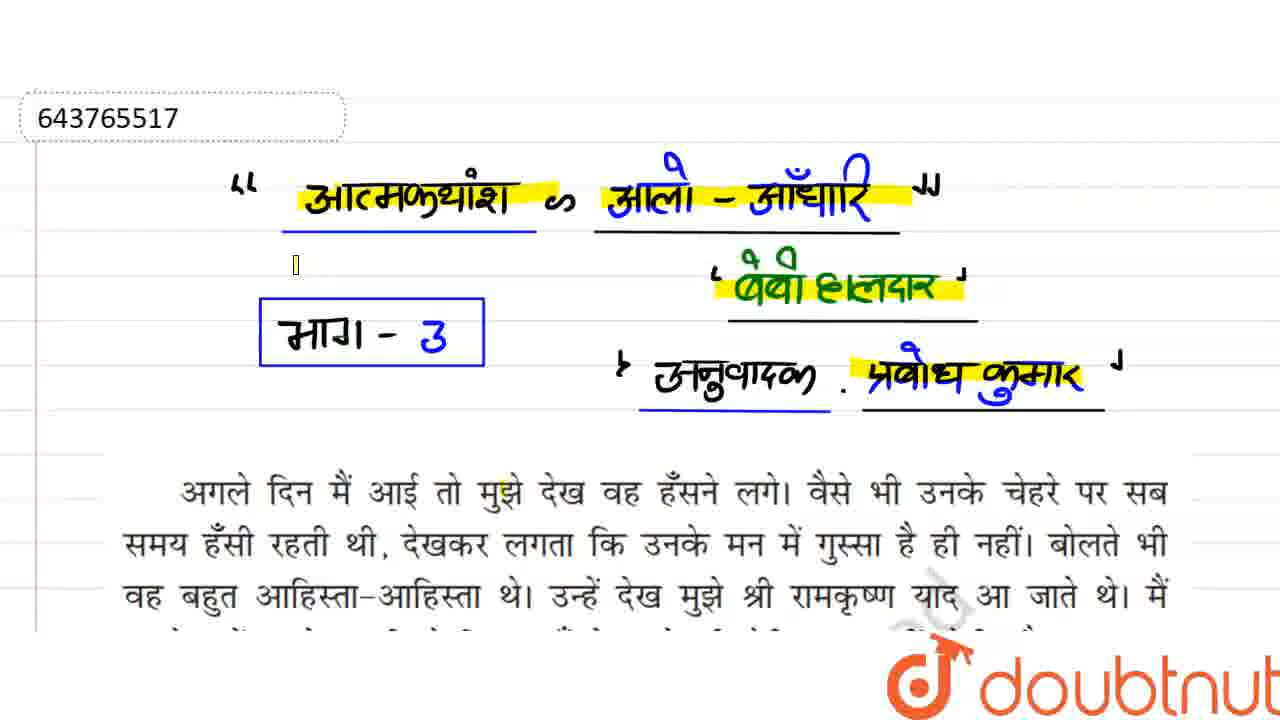 643765517
" आत्मकथांश आलो - आँधारि "
' बेबी हालदार '
भाग - 3
' अनुवादक . प्रबोध कुमार '
अगले दिन मैं आई तो मुझे देख वह हँसने लगे। वैसे भी उनके चेहरे पर सब
समय हँसी रहती थी, देखकर लगता कि उनके मन में गुस्सा है ही नहीं। बोलते भी
वह बहुत आहिस्ता-आहिस्ता थे। उन्हें देख मुझे श्री रामकृष्ण याद आ जाते थे। मैं
doubtnut